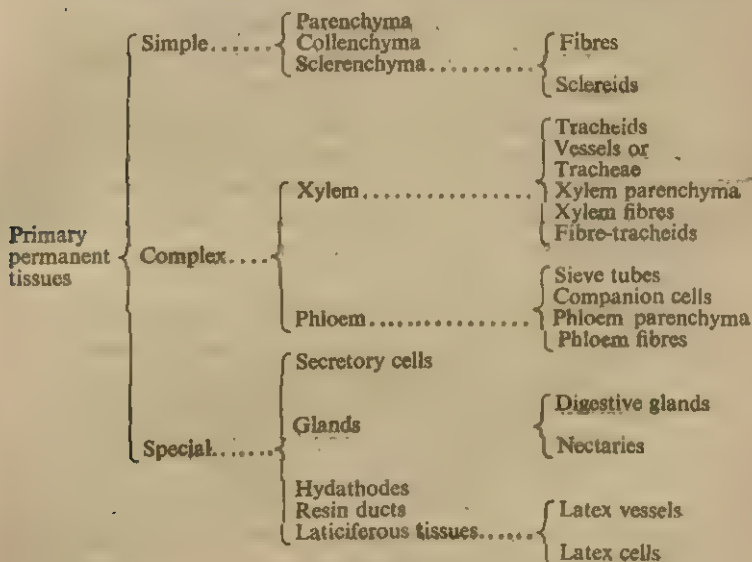 Parenchyma
Simple ........ Collenchyma
Sclerenchyma............
Fibres
Sclereids
Primary
permanent
tissues
Complex....
Xylem ................
Tracheids
Vessels or
Tracheae
Xylem parenchyma
Xylem fibres
Fibre-tracheids
Phloem ................
Sieve tubes
Companion cells
Phloem parenchyma
Phloem fibres
Special.......
Secretory cells
Glands
Digestive glands
Nectaries
Hydathodes
Resin ducts
Laticiferous tissues......
Latex vessels
Latex cells